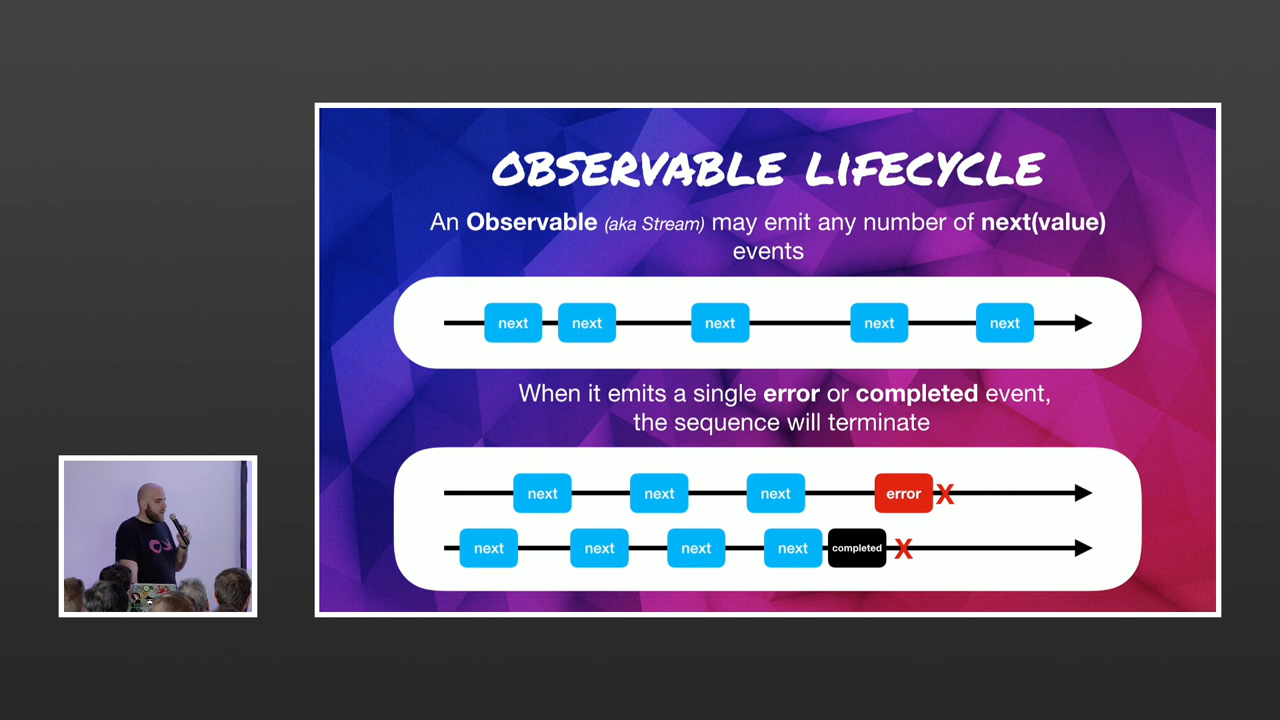 OBSERVABLE LIFECYCLE
An Observable (aka Stream) may emit any number of next(value)
events
next next next next next
When it emits a single error or completed event,
the sequence will terminate
next next next error X
next next next next completed X